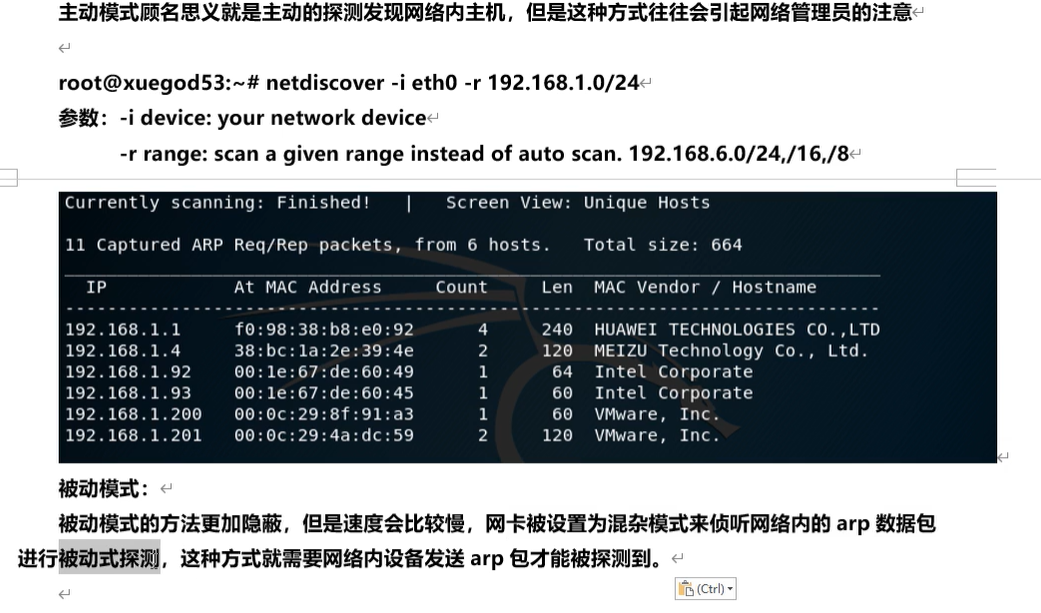 主动模式顾名思义就是主动的探测发现网络内主机，但是这种方式往往会引起网络管理员的注意
root@xuegod53:~# netdiscover -i eth0 -r 192.168.1.0/24
参数：-i device: your network device
-r range: scan a given range instead of auto scan. 192.168.6.0/24,/16,/8
Currently scanning: Finished!   |   Screen View: Unique Hosts
11 Captured ARP Req/Rep packets, from 6 hosts.   Total size: 664
IP            At MAC Address     Count     Len  MAC Vendor / Hostname
192.168.1.1     f0:98:38:b8:e0:92      4     240  HUAWEI TECHNOLOGIES CO.,LTD
192.168.1.4     38:bc:1a:2e:39:4e      2     120  MEIZU Technology Co., Ltd.
192.168.1.92    00:1e:67:de:60:49      1      64  Intel Corporate
192.168.1.93    00:1e:67:de:60:45      1      60  Intel Corporate
192.168.1.200   00:0c:29:8f:91:a3      1      60  VMware, Inc.
192.168.1.201   00:0c:29:4a:dc:59      2     120  VMware, Inc.
被动模式：
被动模式的方法更加隐蔽，但是速度会比较慢，网卡被设置为混杂模式来侦听网络内的 arp 数据包
进行被动式探测，这种方式就需要网络内设备发送 arp 包才能被探测到。
(Ctrl)